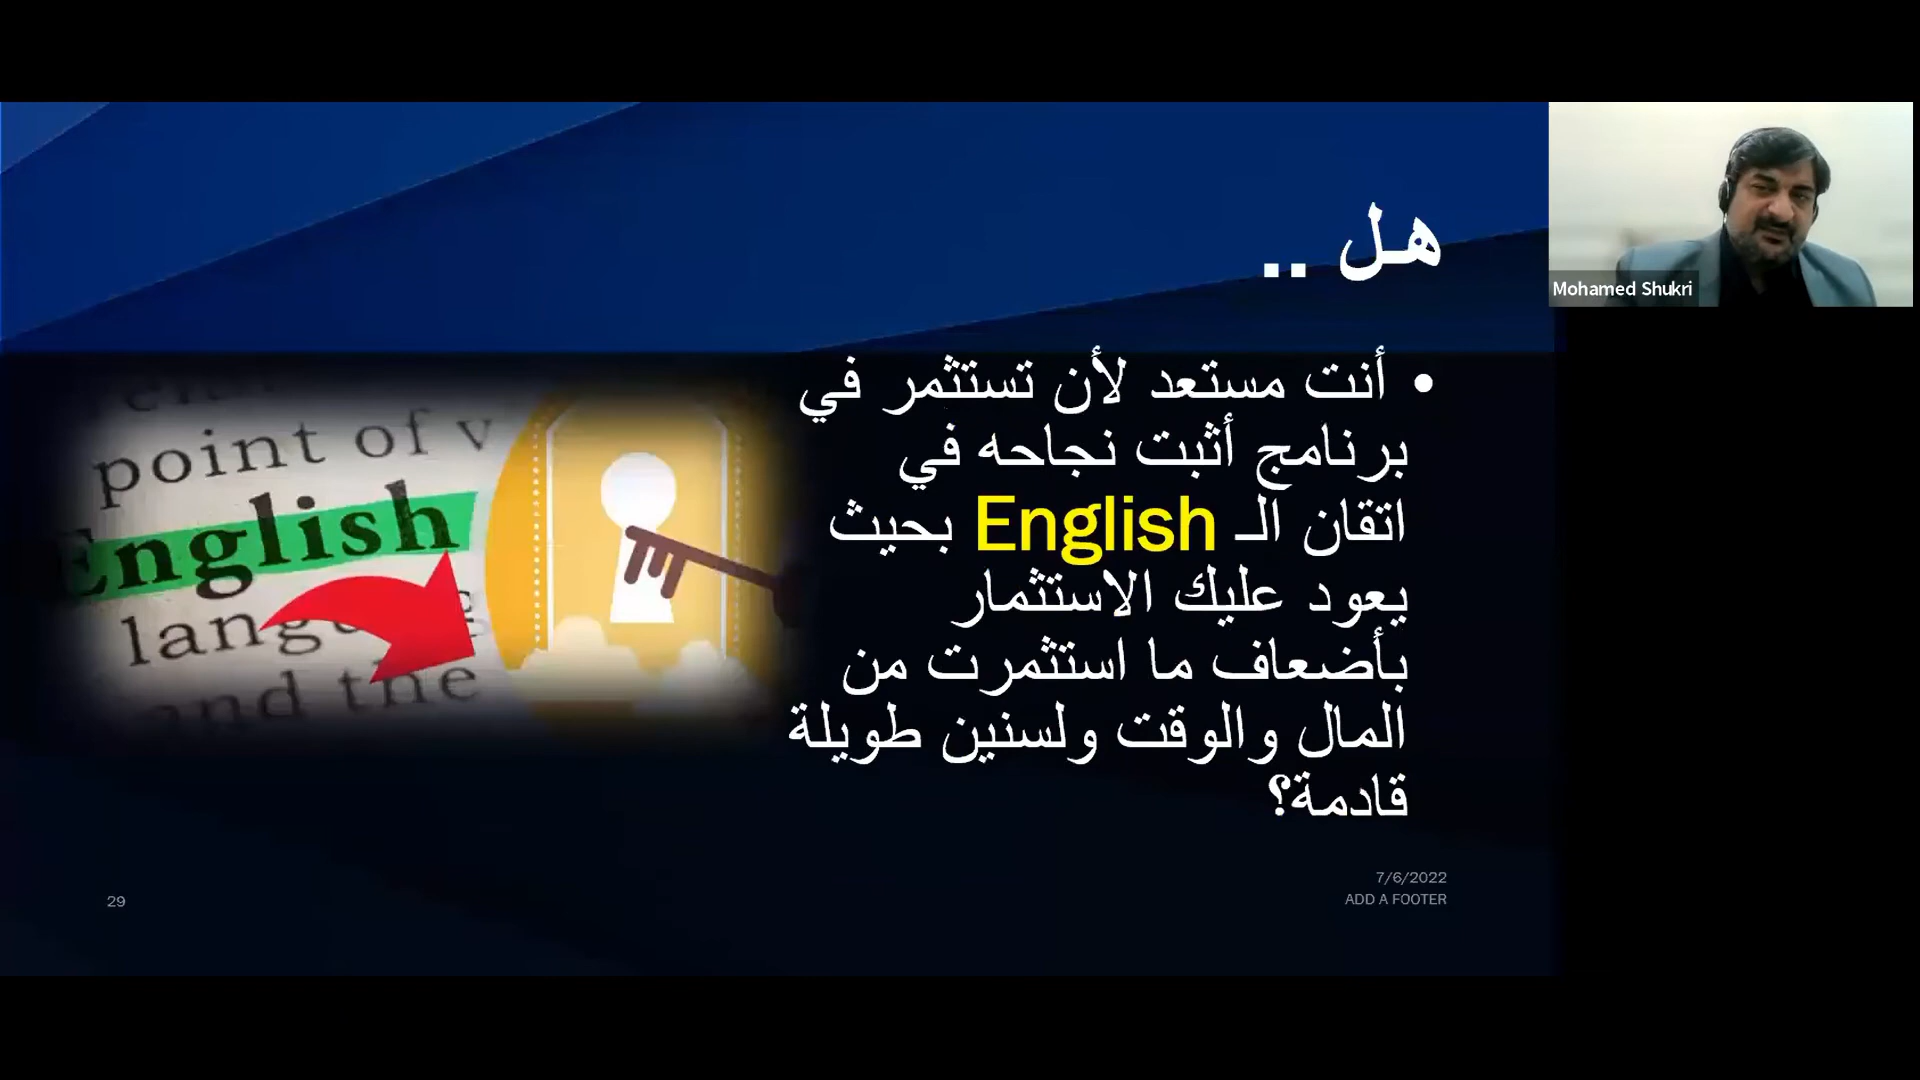 هل ..
• أنت مستعد لأن تستثمر في
برنامج أثبت نجاحه في
اتقان الـ English بحيث
يعود عليك الاستثمار
بأضعاف ما استثمرت من
المال والوقت ولسنين طويلة
قادمة؟
point of v
English
and the
Mohamed Shukri
7/6/2022
ADD A FOOTER
29